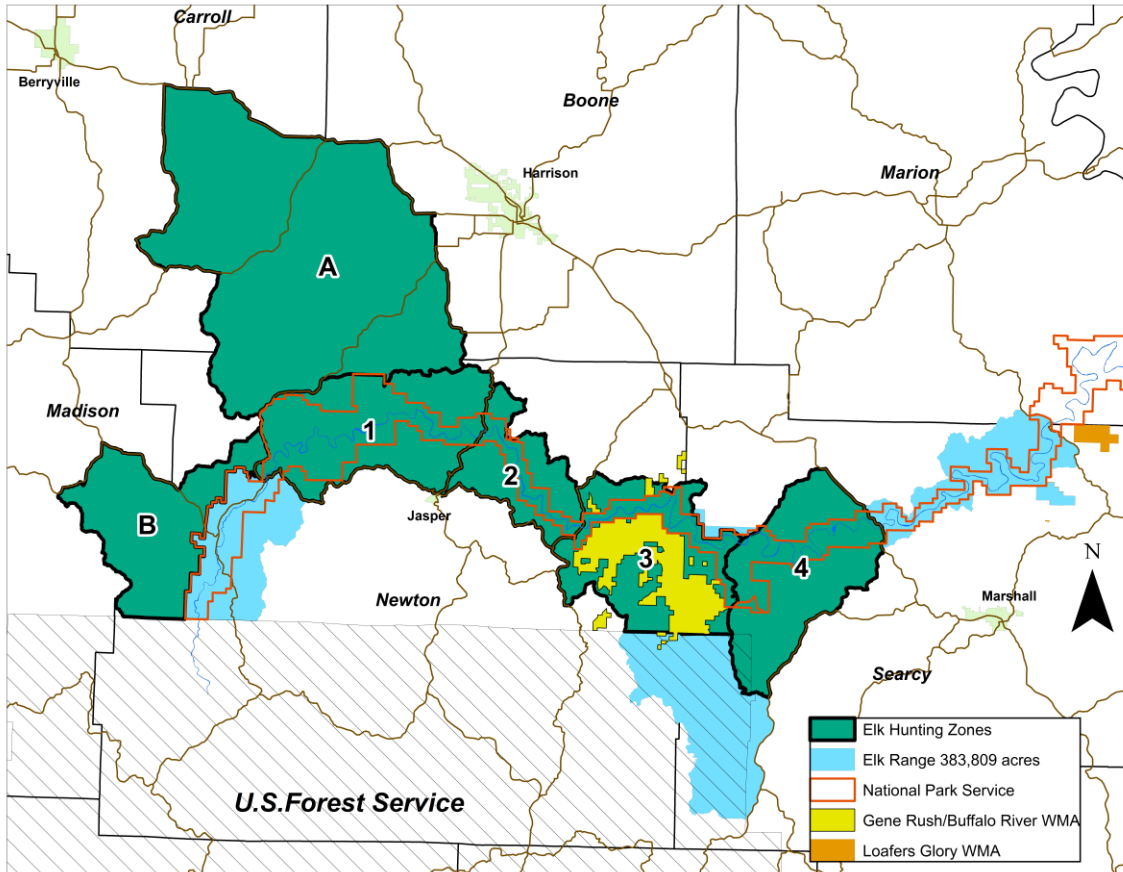 Carroll
Berryville
Boone
Harrison
Marion
A
Madison
1
2
B
Jasper
3
4
N
Newton
Marshall
Searcy
U.S.Forest Service
Elk Hunting Zones
Elk Range 383,809 acres
National Park Service
Gene Rush/Buffalo River WMA
Loafers Glory WMA